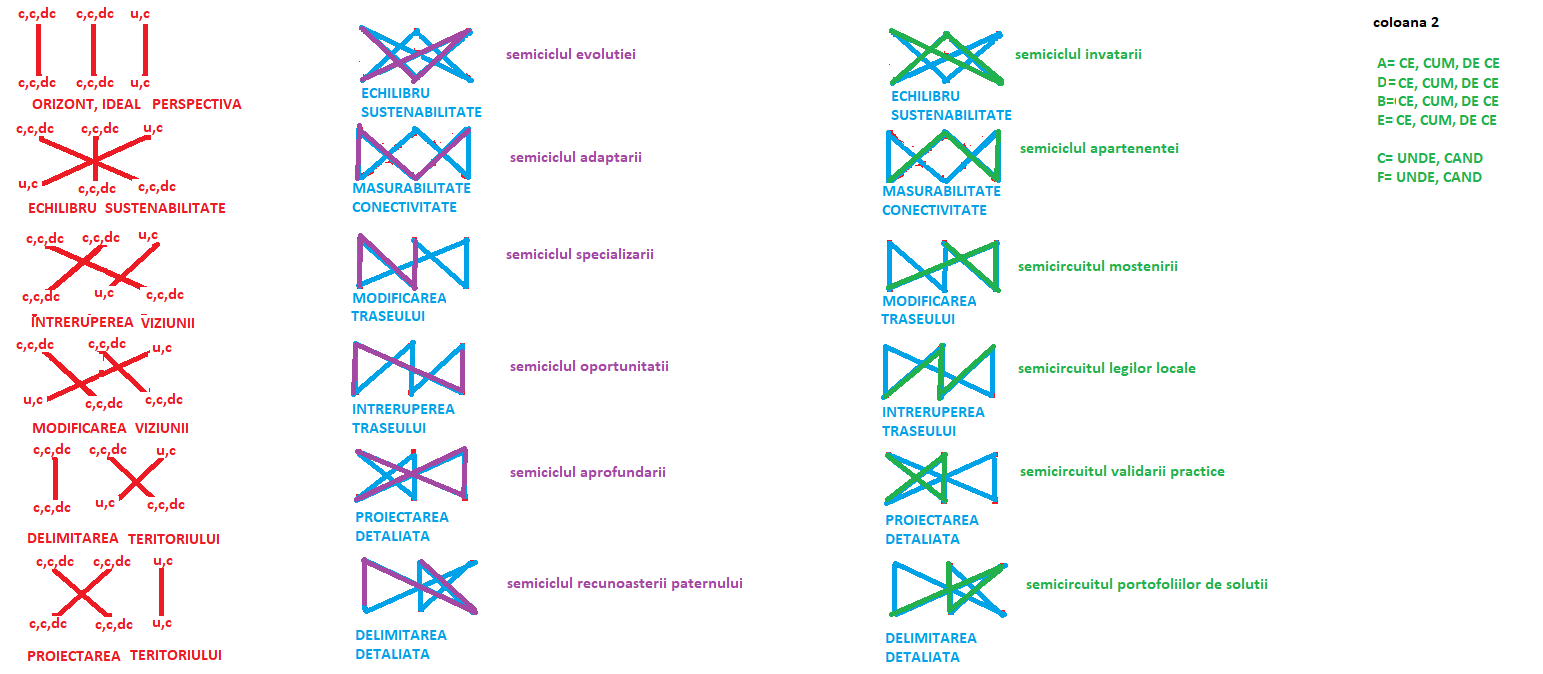 c,c,dc c,c,dc u,c
c,c,dc c,c,dc u,c
ORIZONT, IDEAL PERSPECTIVA
c,c,dc c,c,dc u,c
u,c c,c,dc c,c,dc
ECHILIBRU SUSTENABILITATE
c,c,dc c,c,dc u,c
c,c,dc u,c c,c,dc
INTRERUPEREA VIZIUNII
c,c,dc c,c,dc u,c
u,c c,c,dc c,c,dc
MODIFICAREA VIZIUNII
c,c,dc c,c,dc u,c
c,c,dc u,c c,c,dc
DELIMITAREA TERITORIULUI
c,c,dc c,c,dc u,c
c,c,dc c,c,dc u,c
PROIECTAREA TERITORIULUI
semiciclul evolutiei
ECHILIBRU
SUSTENABILITATE
semiciclul adaptarii
MASURABILITATE
CONECTIVITATE
semiciclul specializarii
MODIFICAREA
TRASEULUI
semiciclul oportunitatii
INTRERUPEREA
TRASEULUI
semiciclul aprofundarii
PROIECTAREA
DETALIATA
semiciclul recunoasterii paternului
DELIMITAREA
DETALIATA
semiciclul invatarii
ECHILIBRU
SUSTENABILITATE
semiciclul apartenentei
MASURABILITATE
CONECTIVITATE
semicircuitul mostenirii
MODIFICAREA
TRASEULUI
semicircuitul legilor locale
INTRERUPEREA
TRASEULUI
semicircuitul validarii practice
PROIECTAREA
DETALIATA
semicircuitul portofoliilor de solutii
DELIMITAREA
DETALIATA
coloana 2
A= CE, CUM, DE CE
D= CE, CUM, DE CE
B= CE, CUM, DE CE
E= CE, CUM, DE CE
C= UNDE, CAND
F= UNDE, CAND